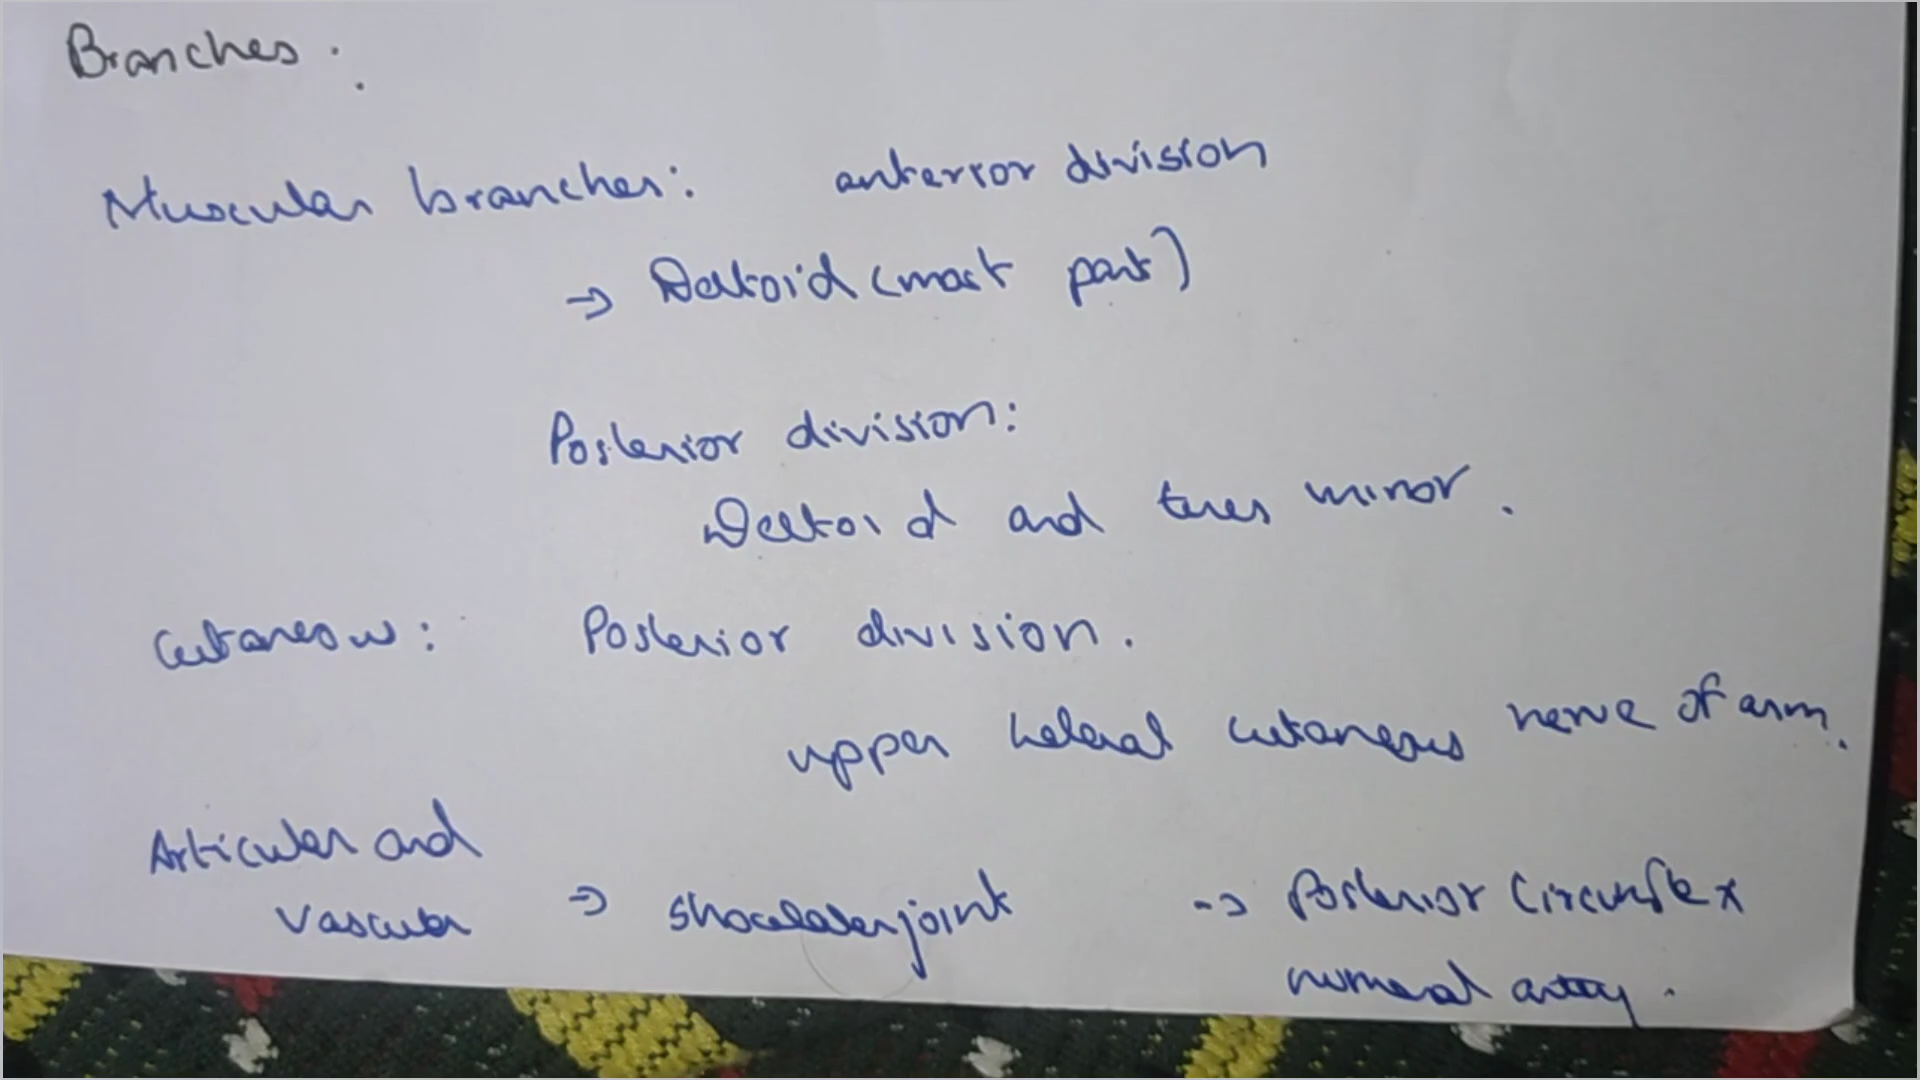 Branches :
Muscular branches : anterior division
→ Deltoid (most part)
Posterior division :
Deltoid and teres minor .
Cutaneous : Posterior division .
upper lateral cutaneous nerve of arm .
Articular and
vascular → shoulder joint → Posterior Circumflex
humeral artery .